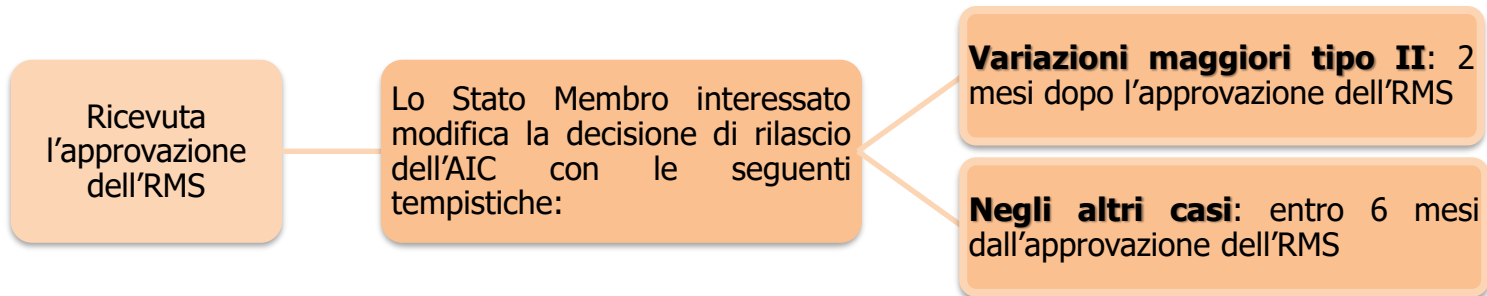 Ricevuta
l’approvazione
dell’RMS
Lo Stato Membro interessato
modifica la decisione di rilascio
dell’AIC con le seguenti
tempistiche:
Variazioni maggiori tipo II: 2
mesi dopo l’approvazione dell’RMS
Negli altri casi: entro 6 mesi
dall’approvazione dell’RMS